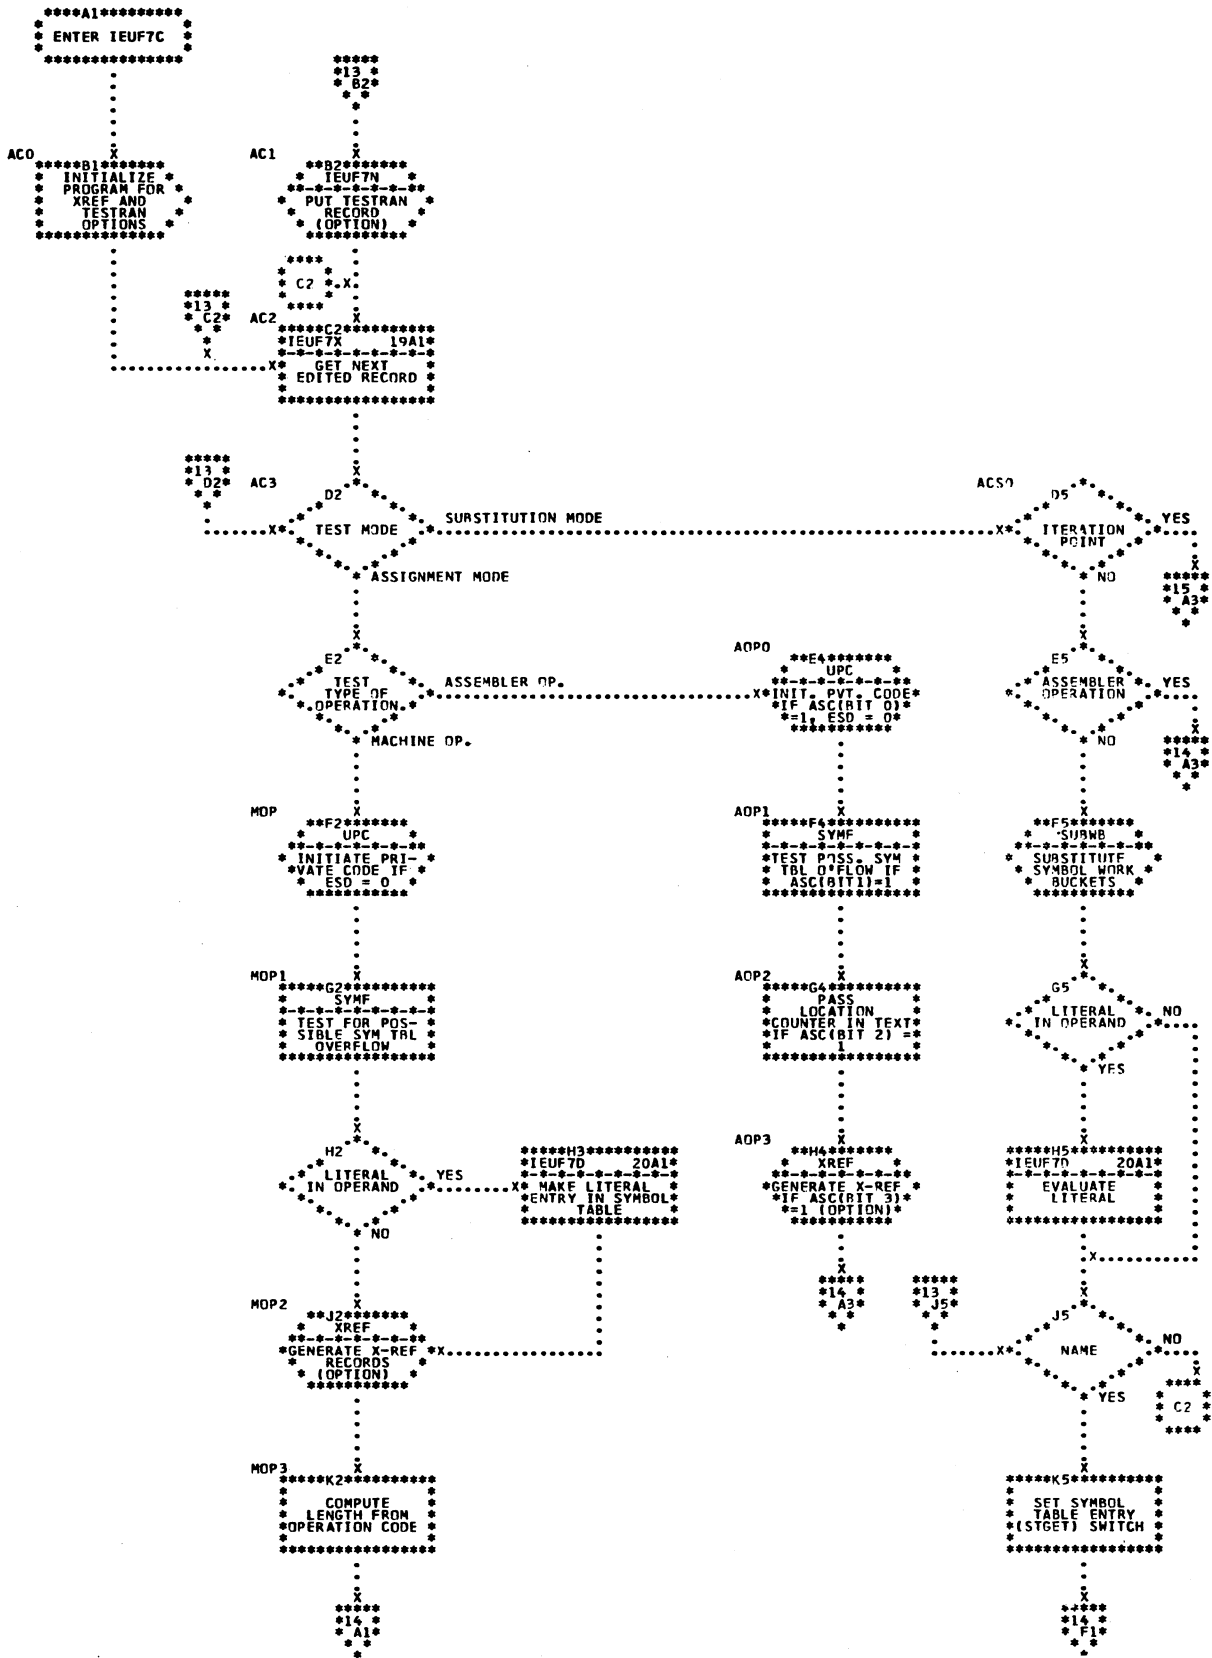 A1
ENTER IEUF7C
13
B2
AC0
B1
INITIALIZE
PROGRAM FOR
XREF AND
TESTRAN
OPTIONS
AC1
B2
IEUF7N
PUT TESTRAN
RECORD
(OPTION)
C2
13
C2
AC2
C2
IEUF7X 19A1
GET NEXT
EDITED RECORD
13
D2
AC3
D2
TEST MODE
SUBSTITUTION MODE
ASSIGNMENT MODE
ACS0
D5
ITERATION
POINT
YES
NO
15
A3
E2
TEST
TYPE OF
OPERATION
ASSEMBLER OP.
MACHINE OP.
AOP0
E4
UPC
INIT. PVT. CODE
IF ASC(BIT 0)
=1, ESD = 0
E5
ASSEMBLER
OPERATION
YES
NO
14
A3
MOP
F2
UPC
INITIATE PRI-
VATE CODE IF
ESD = 0
AOP1
F4
SYMF
TEST POSS. SYM
TBL O'FLOW IF
ASC(BIT1)=1
F5
SUBWB
SUBSTITUTE
SYMBOL WORK
BUCKETS
MOP1
G2
SYMF
TEST FOR POS-
SIBLE SYM TBL
OVERFLOW
AOP2
G4
PASS
LOCATION
COUNTER IN TEXT
IF ASC(BIT 2) =
1
G5
LITERAL
IN OPERAND
NO
YES
H2
LITERAL
IN OPERAND
YES
NO
H3
IEUF7D 20A1
MAKE LITERAL
ENTRY IN SYMBOL
TABLE
AOP3
H4
XREF
GENERATE X-REF
IF ASC(BIT 3)
=1 (OPTION)
H5
IEUF7D 20A1
EVALUATE
LITERAL
14
A3
13
J5
MOP2
J2
XREF
GENERATE X-REF
RECORDS
(OPTION)
J5
NAME
NO
YES
C2
MOP3
K2
COMPUTE
LENGTH FROM
OPERATION CODE
K5
SET SYMBOL
TABLE ENTRY
(STGET) SWITCH
14
A1
14
F1